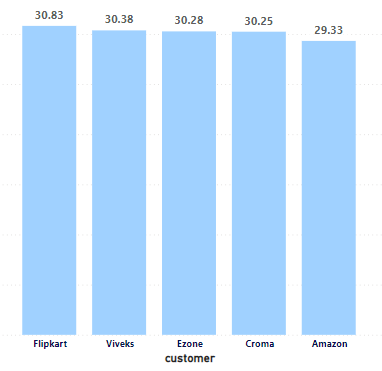 30.83 30.38 30.28 30.25 29.33
Flipkart Viveks Ezone Croma Amazon
customer